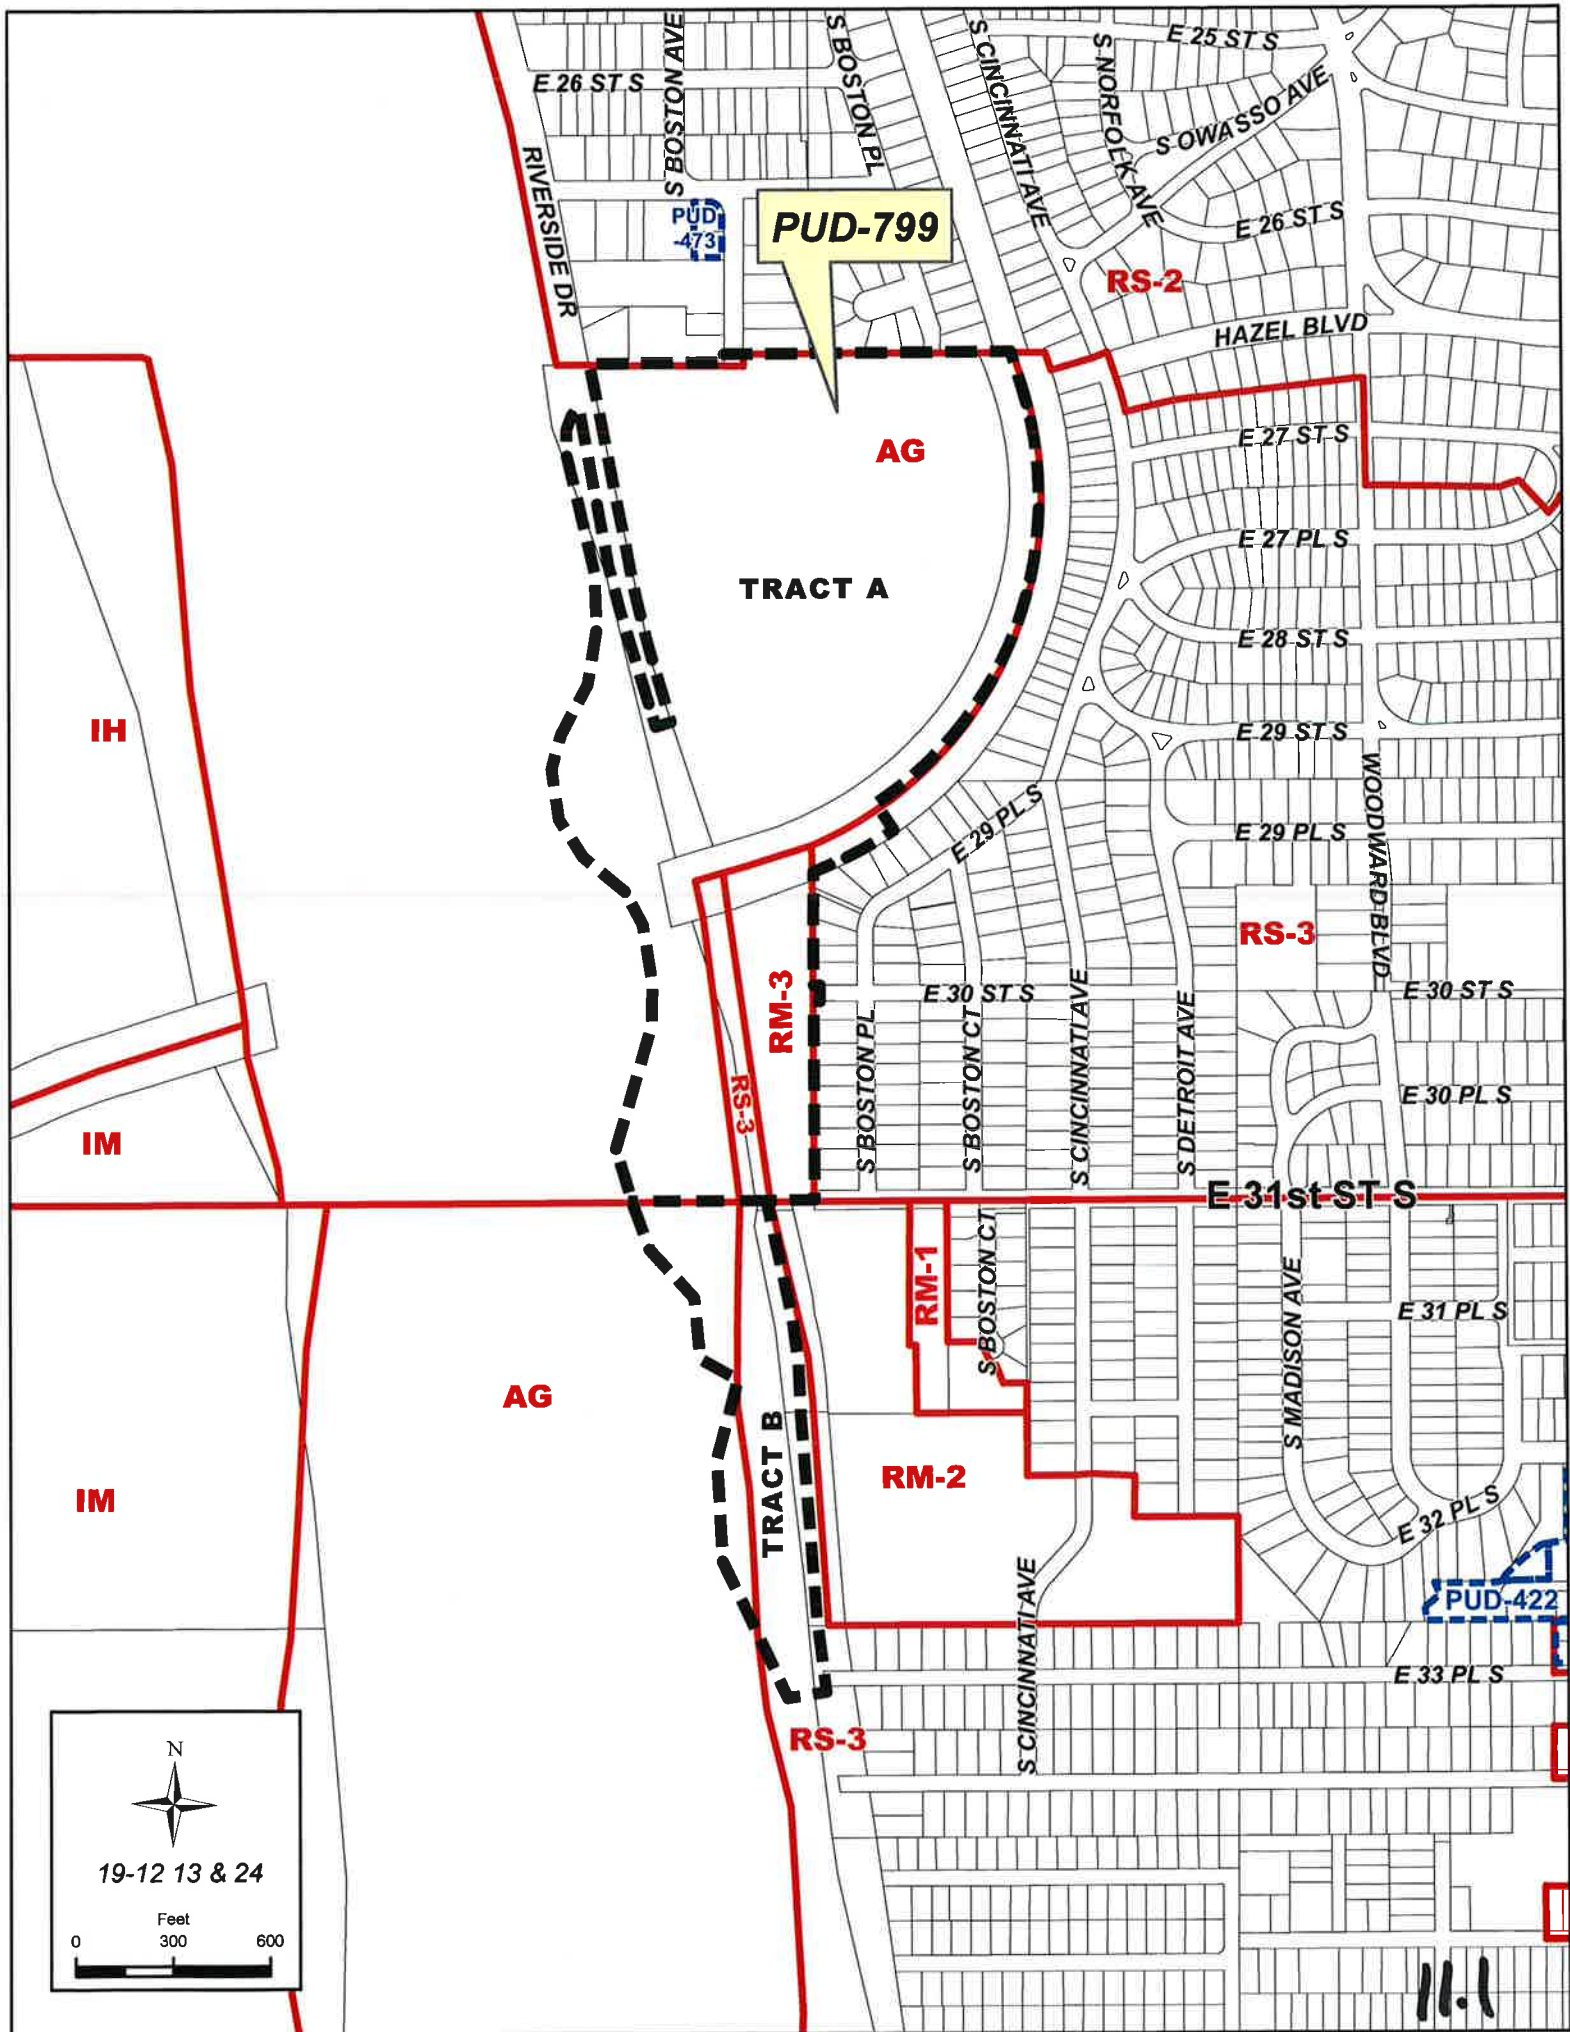 E 25 ST S
S BOSTON AVE
S BOSTON PL
S CINCINNATI AVE
S NORFOLK AVE
E 26 ST S
S OWASSO AVE
RIVERSIDE DR
PUD
-473
PUD-799
E 26 ST S
RS-2
HAZEL BLVD
AG
E 27 ST S
E 27 PL S
TRACT A
E 28 ST S
IH
E 29 ST S
WOODWARD BLVD
E 29 PL S
E 29 PL S
RS-3
RM-3
E 30 ST S
E 30 ST S
S BOSTON PL
S BOSTON CT
S CINCINNATI AVE
S DETROIT AVE
RS-3
E 30 PL S
IM
E 31st ST S
RM-1
S BOSTON CT
S MADISON AVE
E 31 PL S
AG
TRACT B
RM-2
IM
E 32 PL S
S CINCINNATI AVE
PUD-422
E 33 PL S
RS-3
N
19-12 13 & 24
Feet
0 300 600
11.1